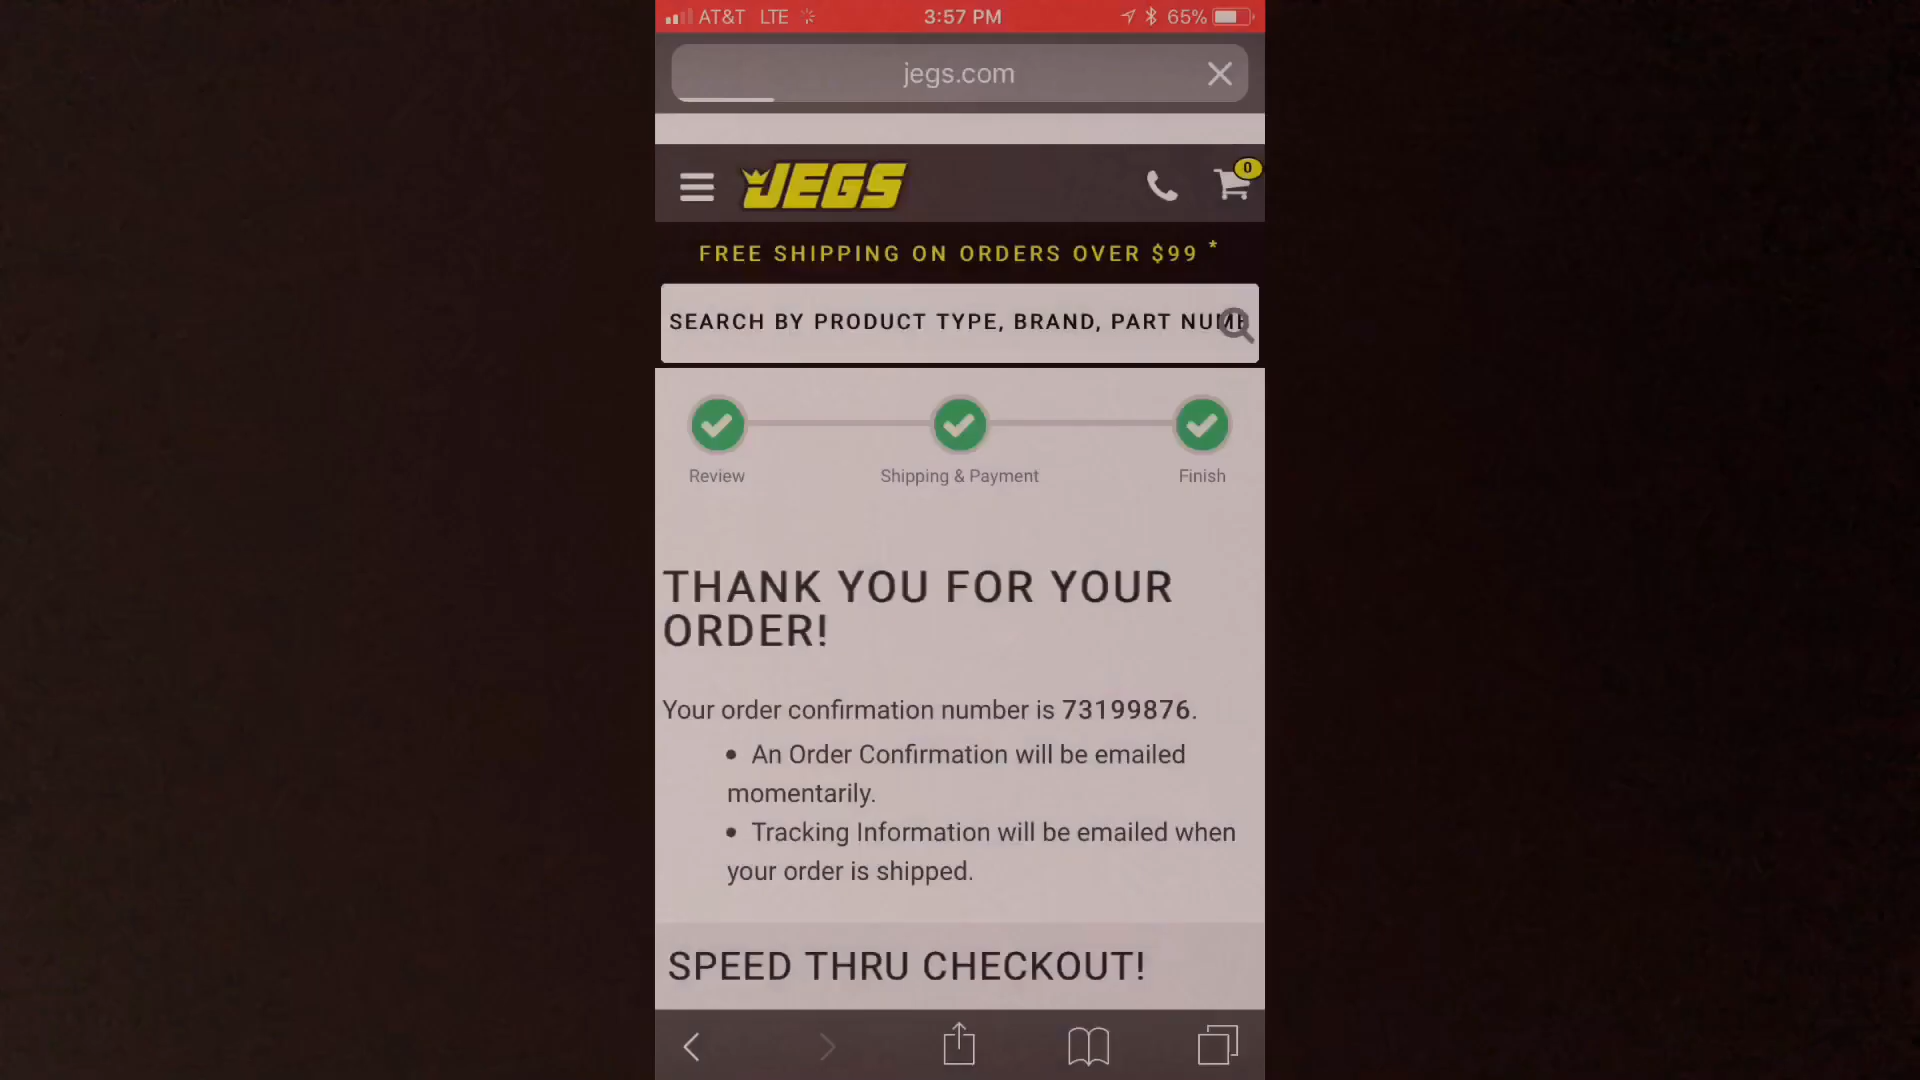 AT&T LTE 3:57 PM 65%
jegs.com
JEGS 0
FREE SHIPPING ON ORDERS OVER $99 *
SEARCH BY PRODUCT TYPE, BRAND, PART
Review Shipping & Payment Finish
THANK YOU FOR YOUR
ORDER!
Your order confirmation number is 73199876.
• An Order Confirmation will be emailed
momentarily.
• Tracking Information will be emailed when
your order is shipped.
SPEED THRU CHECKOUT!